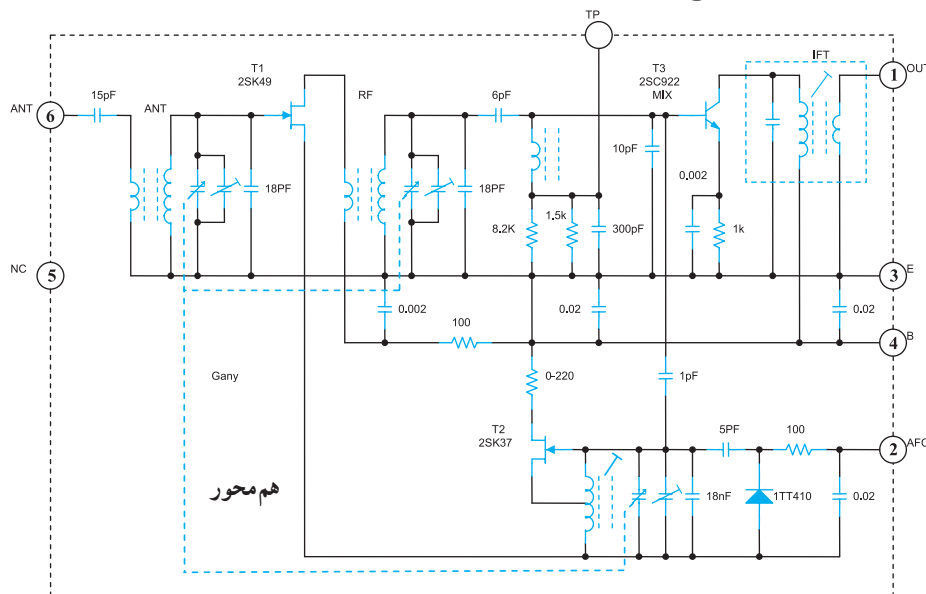 TP
IFT
T1
2SK49
T3
2SC922
MIX
1
OUT
15pF
RF
6pF
ANT
6
ANT
10pF
0.002
18PF
18PF
8.2K
1.5k
300pF
1k
NC
5
3
E
0.002
0.02
0.02
100
4
B
Gany
0-220
1pF
T2
2SK37
5PF
100
2
AFC
هم محور
18nF
1TT410
0.02